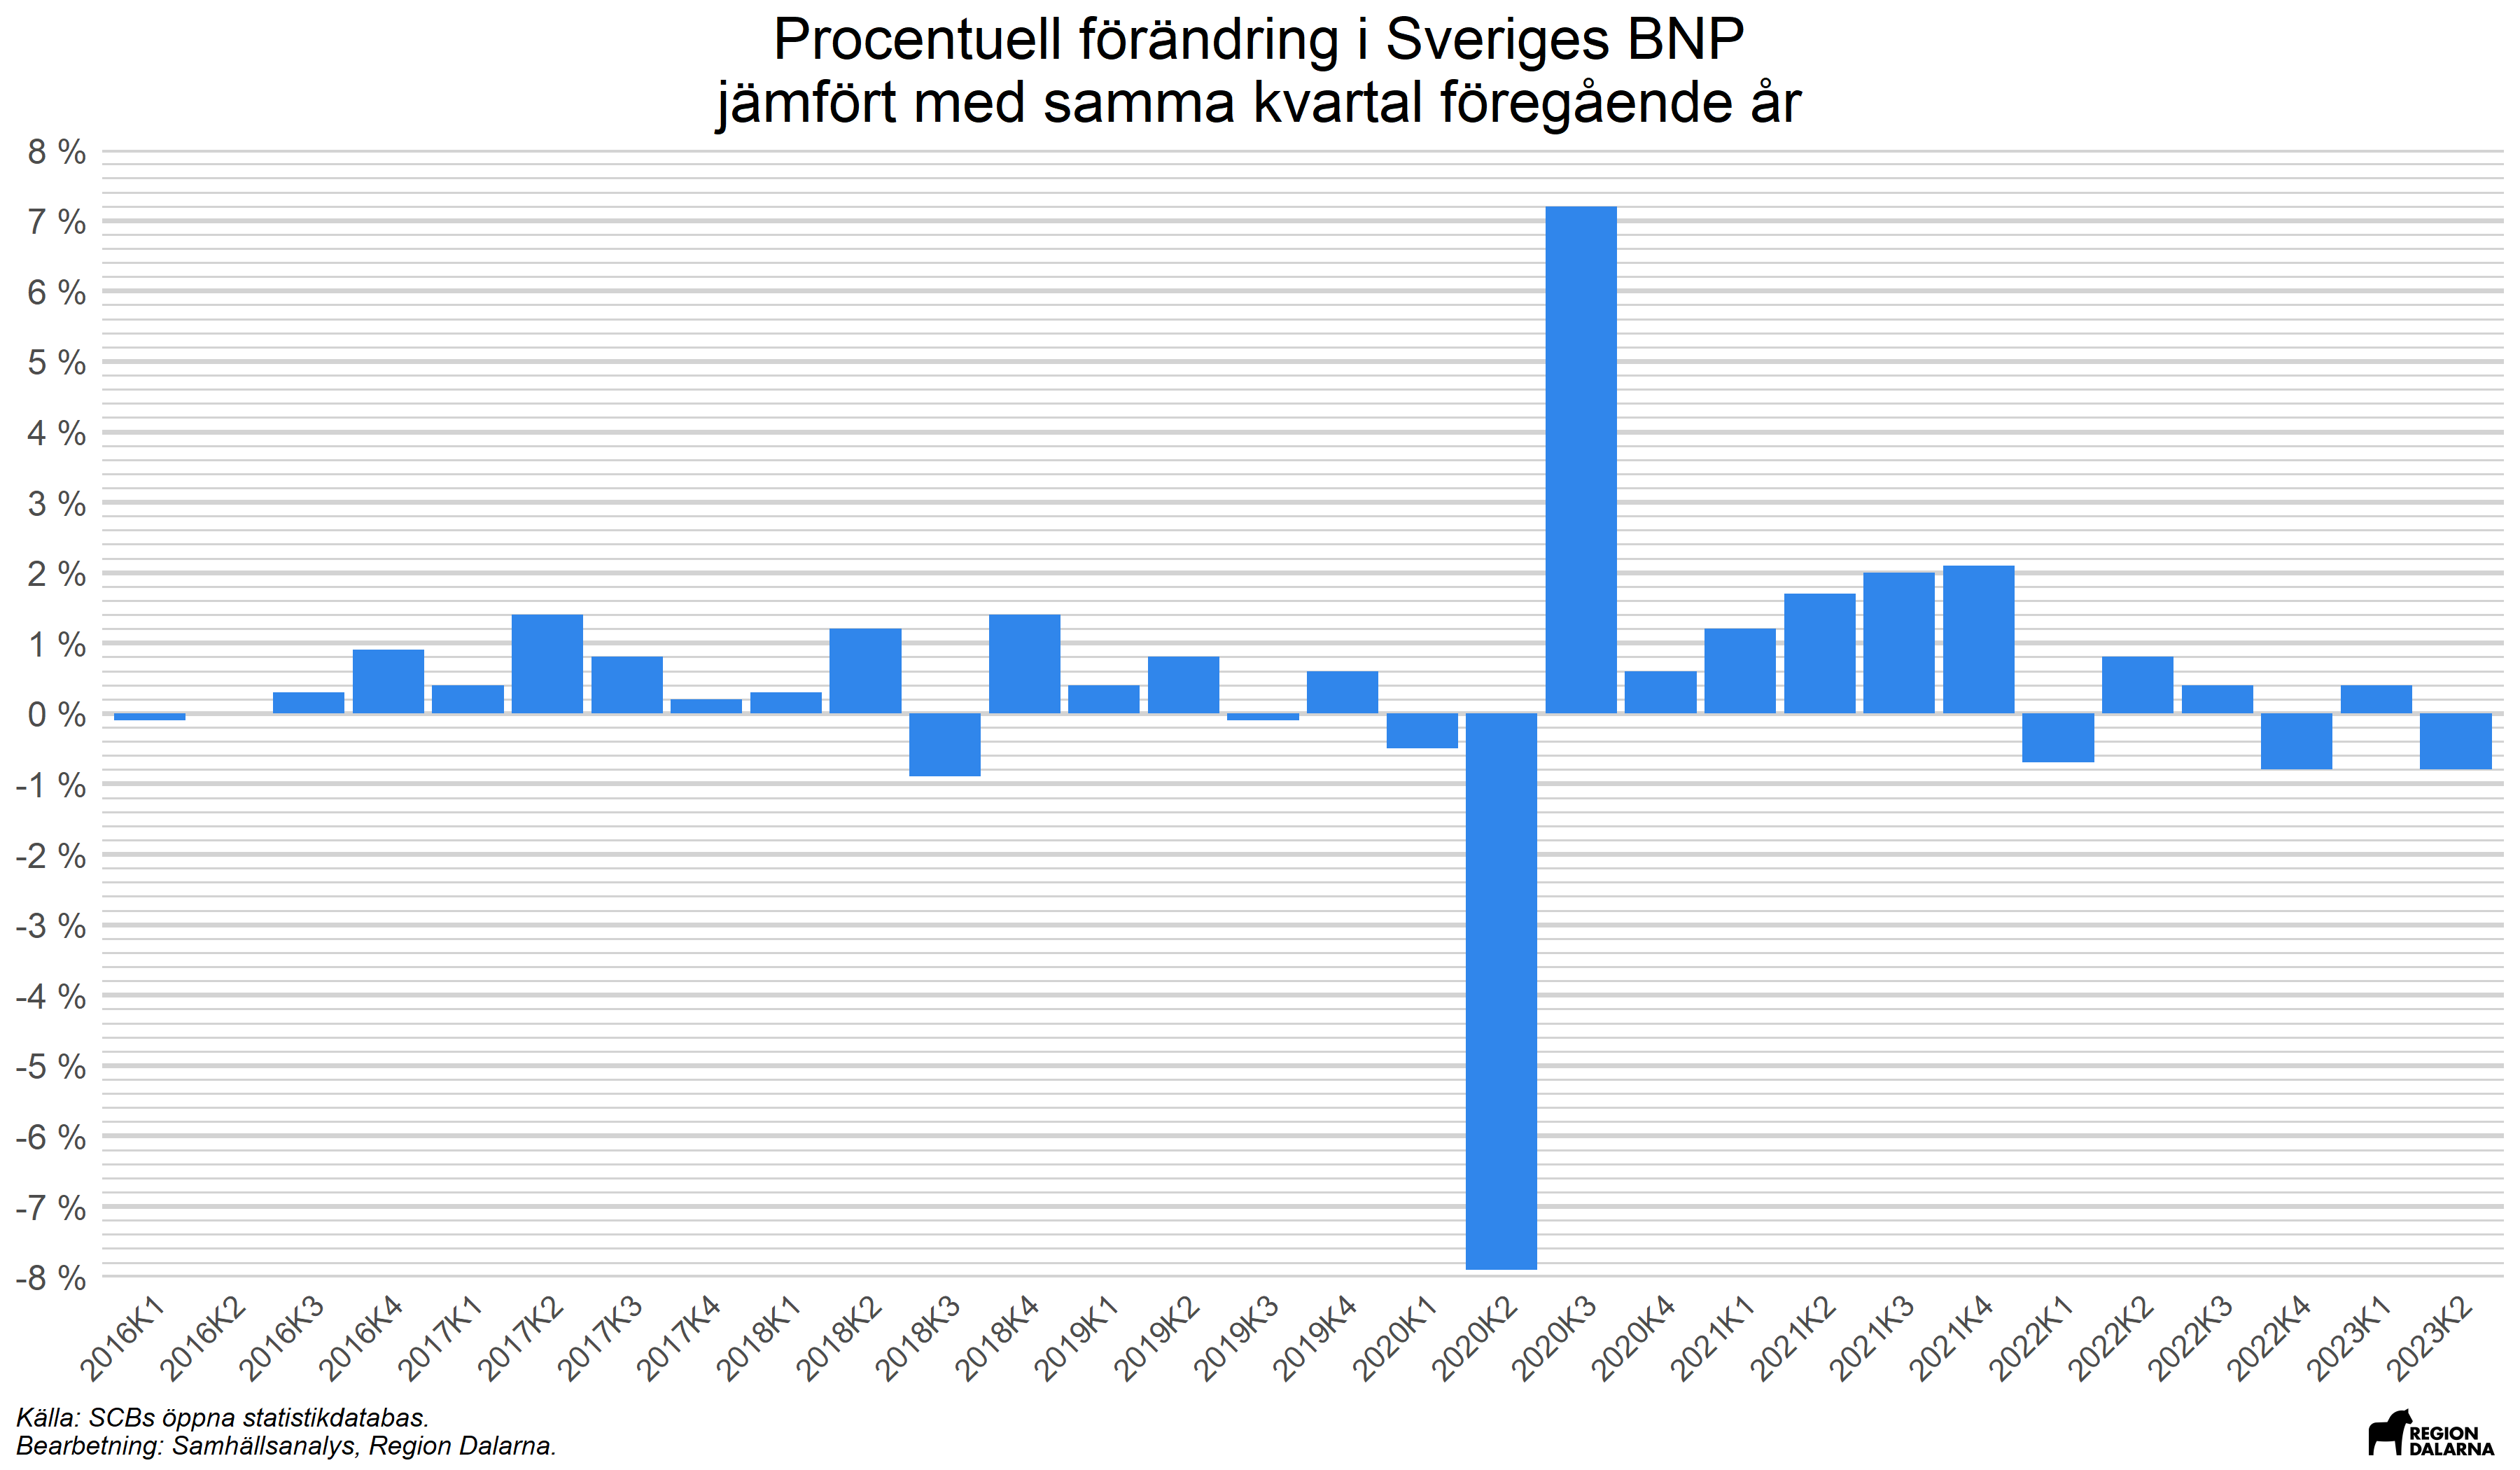 Procentuell förändring i Sveriges BNP
jämfört med samma kvartal föregående år
8 %
7 %
6 %
5 %
4 %
3 %
2 %
1 %
0 %
-1 %
-2 %
-3 %
-4 %
-5 %
-6 %
-7 %
-8 %
2016K1
2016K2
2016K3
2016K4
2017K1
2017K2
2017K3
2017K4
2018K1
2018K2
2018K3
2018K4
2019K1
2019K2
2019K3
2019K4
2020K1
2020K2
2020K3
2020K4
2021K1
2021K2
2021K3
2021K4
2022K1
2022K2
2022K3
2022K4
2023K1
2023K2
Källa: SCBs öppna statistikdatabas.
Bearbetning: Samhällsanalys, Region Dalarna.
REGION
DALARNA